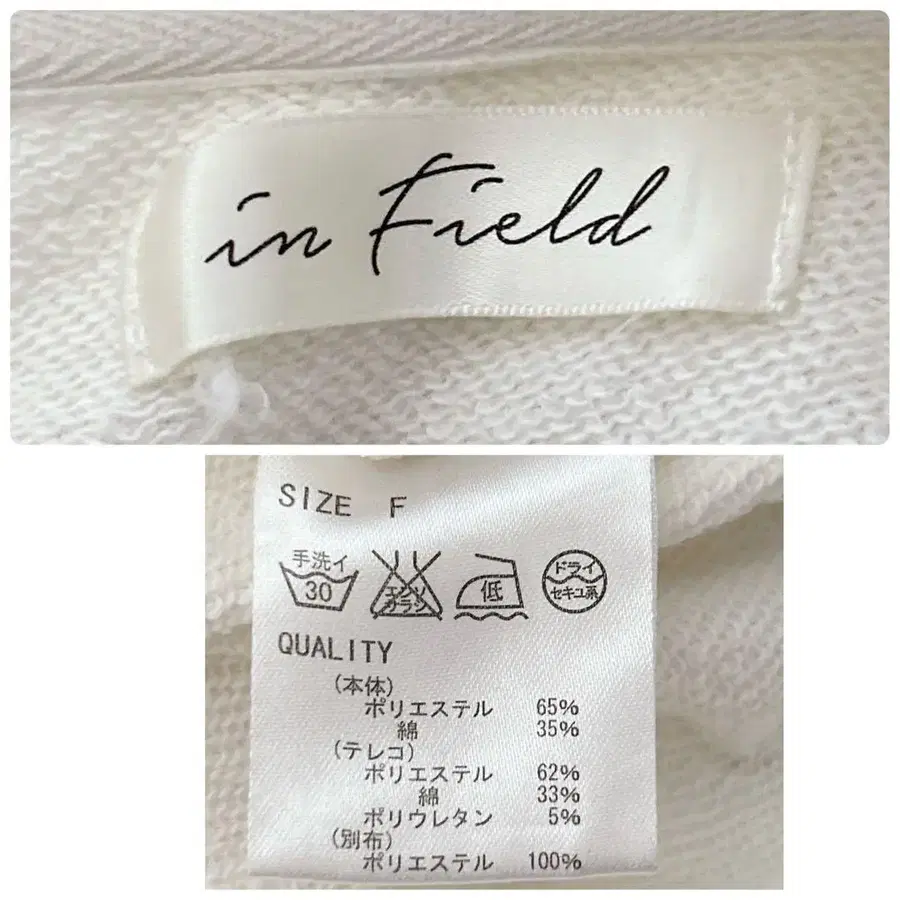 in Field
SIZE F
手洗イ
30
エンソ
サラシ
低
ドライ
セキユ系
QUALITY
(本体)
ポリエステル 65%
綿 35%
(テレコ)
ポリエステル 62%
綿 33%
ポリウレタン 5%
(別布)
ポリエステル 100%